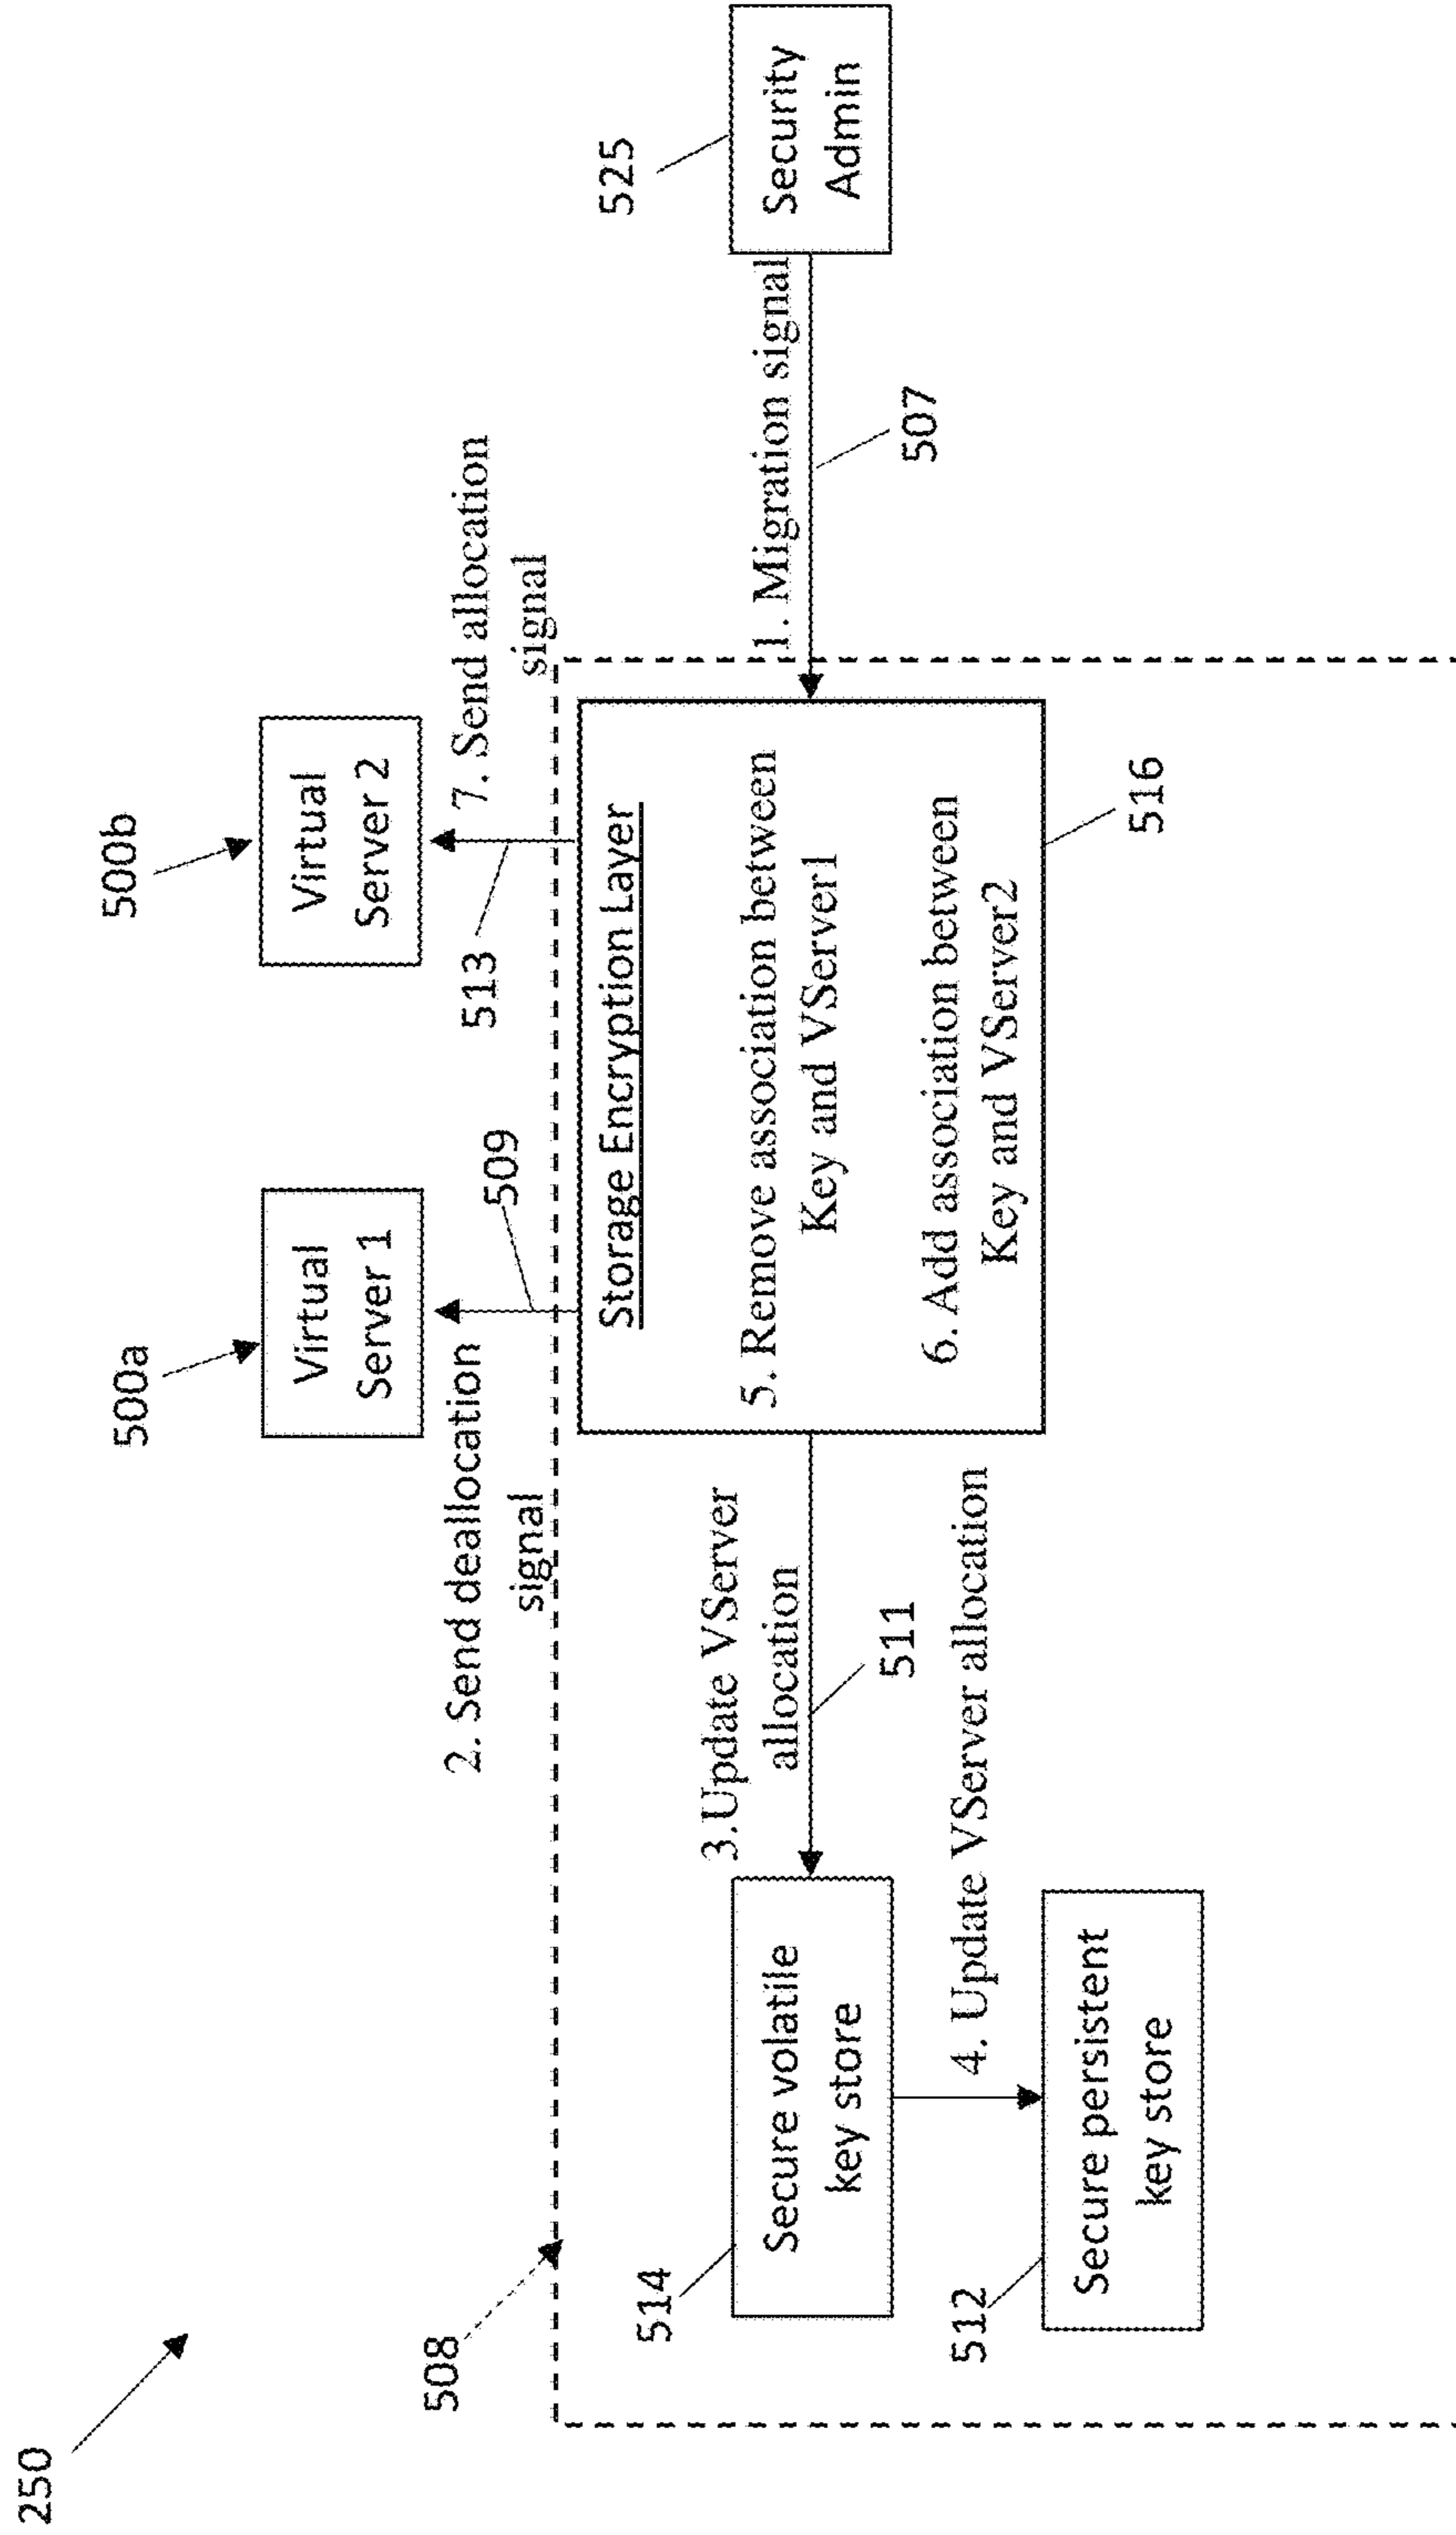 250
500a
500b
Virtual
Server 1
Virtual
Server 2
508
2. Send deallocation
signal
509
513
7. Send allocation
signal
525
514
Secure volatile
key store
3.Update VServer
allocation
511
Storage Encryption Layer
5. Remove association between
Key and VServer1
6. Add association between
Key and VServer2
1. Migration signal
507
Security
Admin
512
4. Update VServer allocation
Secure persistent
key store
516